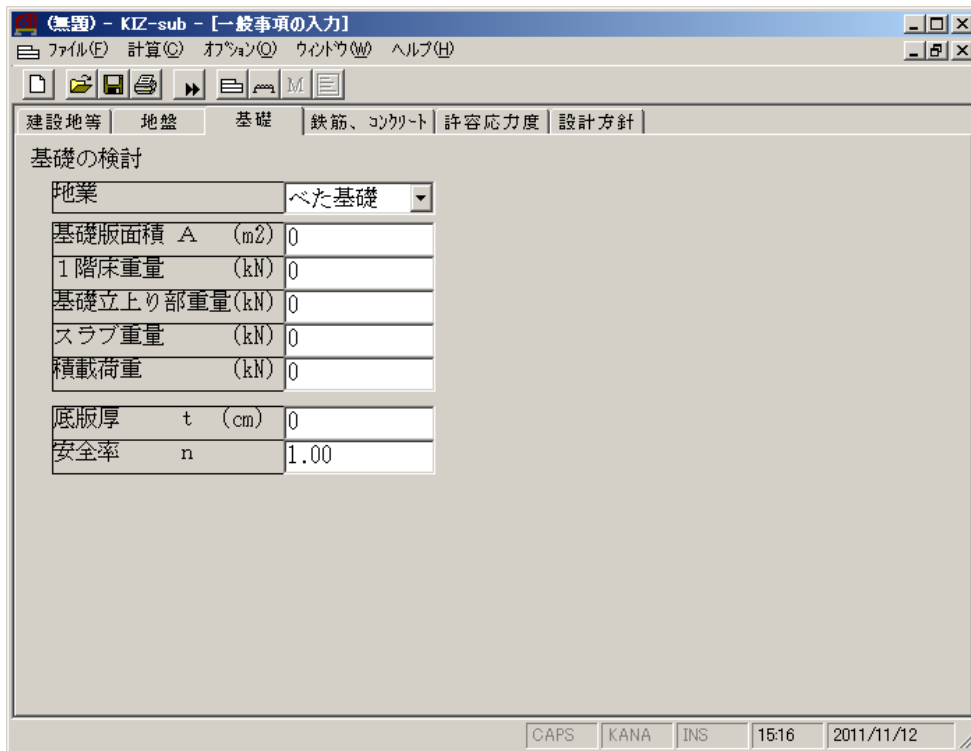 (無題) - KIZ-sub - [一般事項の入力]
ﾌｧｲﾙ(F) 計算(C) ｵﾌﾟｼｮﾝ(O) ｳｨﾝﾄﾞｳ(W) ヘルプ(H)
M
建設地等 地盤 基礎 鉄筋、ｺﾝｸﾘｰﾄ 許容応力度 設計方針
基礎の検討
地業 べた基礎
基礎版面積 Ａ (m2) 0
１階床重量 (kN) 0
基礎立上り部重量(kN) 0
スラブ重量 (kN) 0
積載荷重 (kN) 0
底版厚 t (cm) 0
安全率 n 1.00
CAPS KANA INS 15:16 2011/11/12